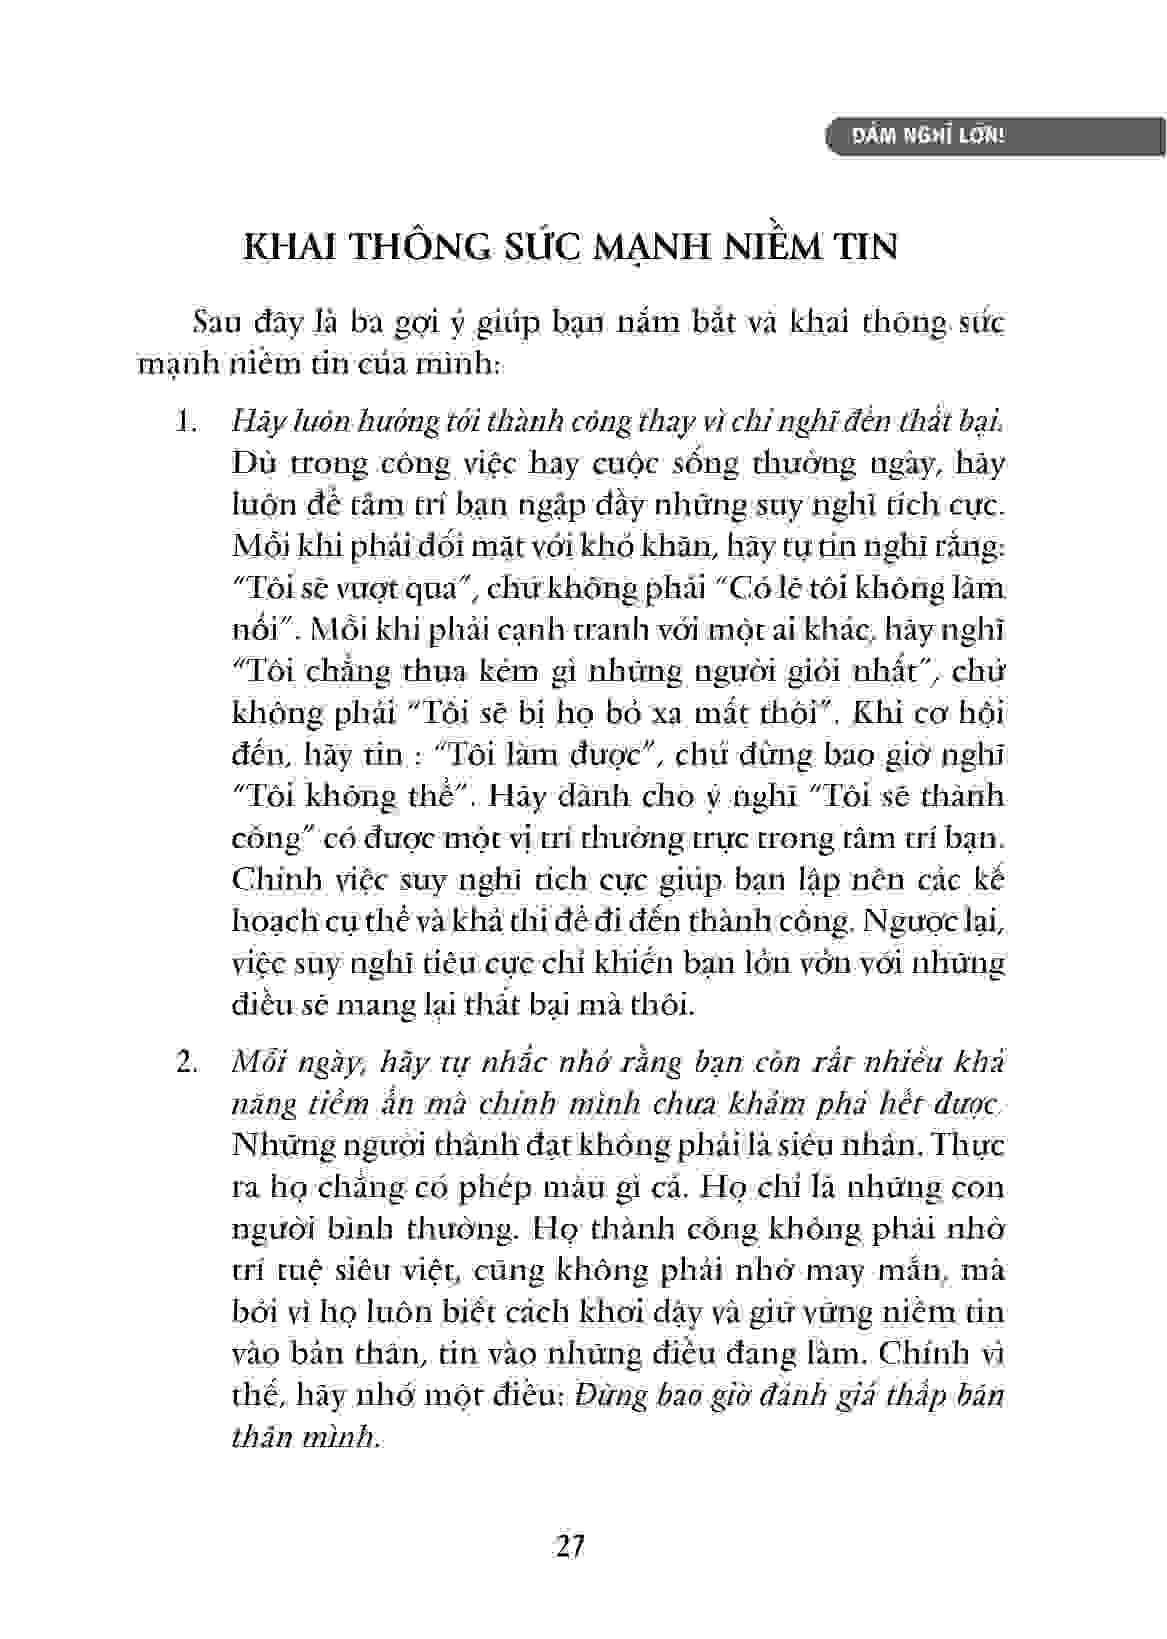 DÁM NGHĨ LỚN!
KHAI THÔNG SỨC MẠNH NIỀM TIN
Sau đây là ba gợi ý giúp bạn nắm bắt và khai thông sức
mạnh niềm tin của mình:
1. Hãy luôn hướng tới thành công thay vì chỉ nghĩ đến thất bại.
Dù trong công việc hay cuộc sống thường ngày, hãy
luôn để tâm trí bạn ngập đầy những suy nghĩ tích cực.
Mỗi khi phải đối mặt với khó khăn, hãy tự tin nghĩ rằng:
“Tôi sẽ vượt qua”, chứ không phải “Có lẽ tôi không làm
nổi”. Mỗi khi phải cạnh tranh với một ai khác, hãy nghĩ
“Tôi chẳng thua kém gì những người giỏi nhất”, chứ
không phải “Tôi sẽ bị họ bỏ xa mất thôi”. Khi cơ hội
đến, hãy tin : “Tôi làm được”, chứ đừng bao giờ nghĩ
“Tôi không thể”. Hãy dành cho ý nghĩ “Tôi sẽ thành
công” có được một vị trí thường trực trong tâm trí bạn.
Chính việc suy nghĩ tích cực giúp bạn lập nên các kế
hoạch cụ thể và khả thi để đi đến thành công. Ngược lại,
việc suy nghĩ tiêu cực chỉ khiến bạn lởn vởn với những
điều sẽ mang lại thất bại mà thôi.
2. Mỗi ngày, hãy tự nhắc nhở rằng bạn còn rất nhiều khả
năng tiềm ẩn mà chính mình chưa khám phá hết được.
Những người thành đạt không phải là siêu nhân. Thực
ra họ chẳng có phép màu gì cả. Họ chỉ là những con
người bình thường. Họ thành công không phải nhờ
trí tuệ siêu việt, cũng không phải nhờ may mắn, mà
bởi vì họ luôn biết cách khơi dậy và giữ vững niềm tin
vào bản thân, tin vào những điều đang làm. Chính vì
thế, hãy nhớ một điều: Đừng bao giờ đánh giá thấp bản
thân mình.
27